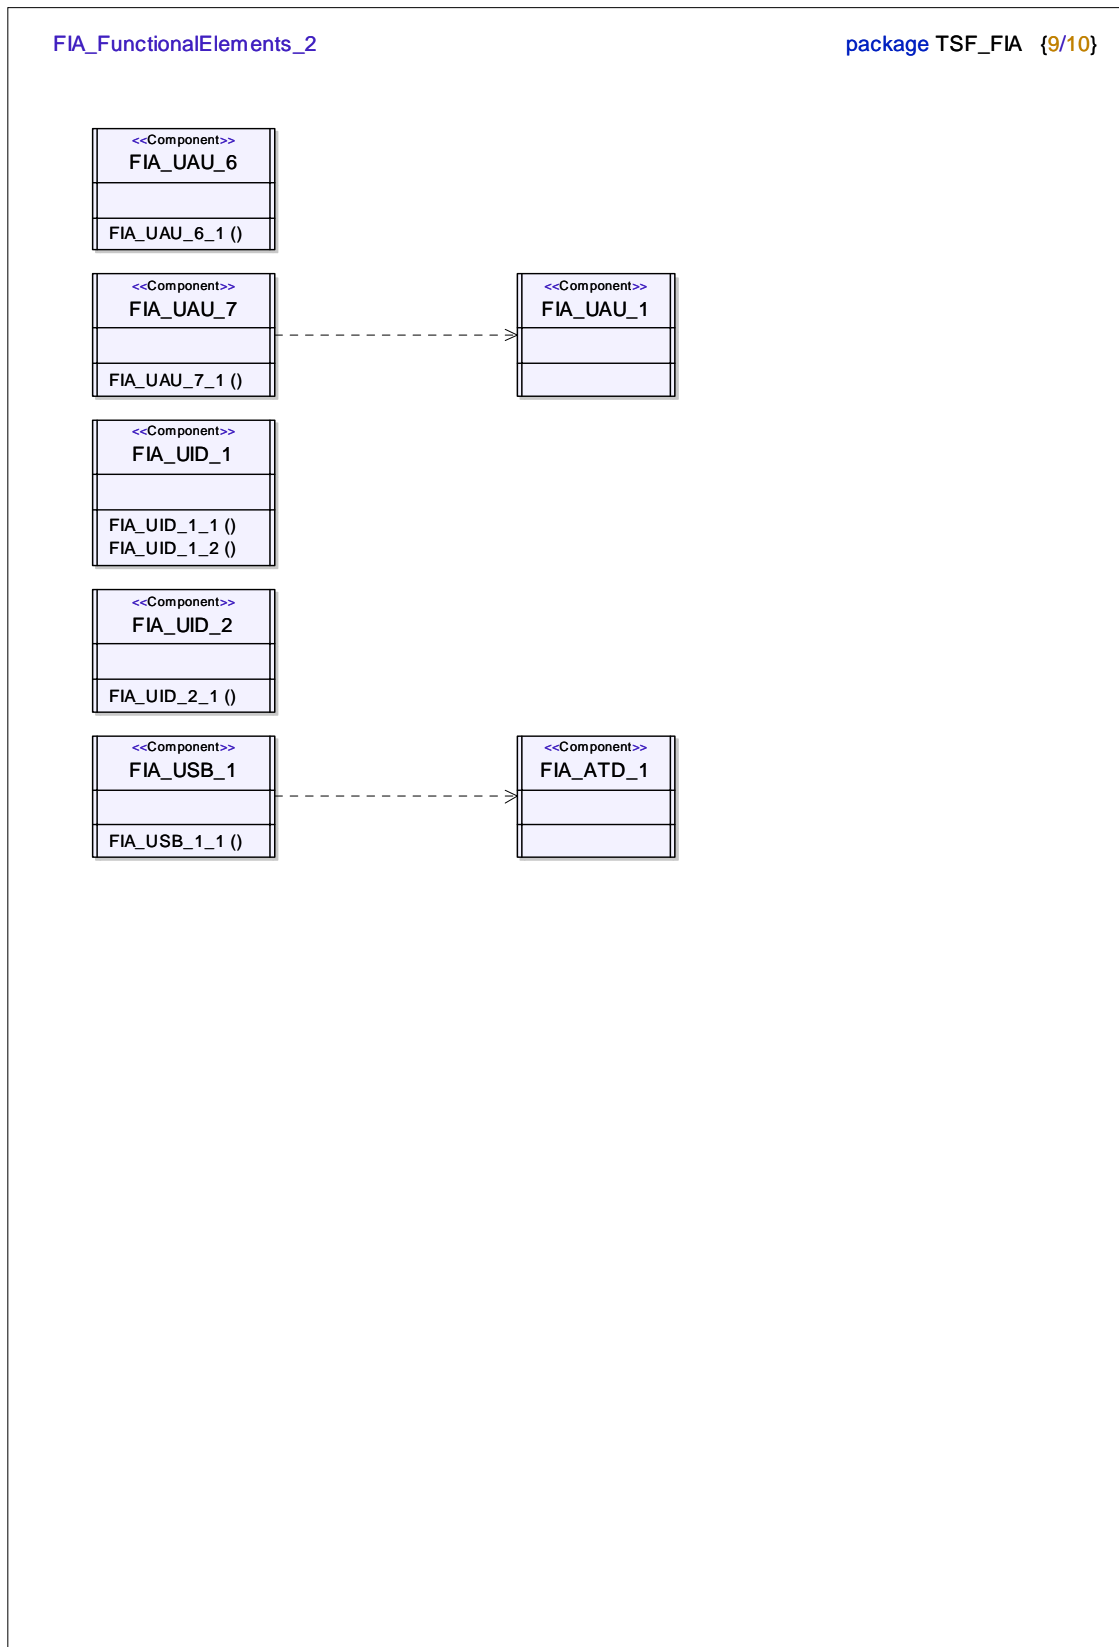 FIA_FunctionalElements_2
package TSF_FIA {9/10}
<<Component>>
FIA_UAU_6
FIA_UAU_6_1 ()
<<Component>>
FIA_UAU_7
FIA_UAU_7_1 ()
<<Component>>
FIA_UAU_1
<<Component>>
FIA_UID_1
FIA_UID_1_1 ()
FIA_UID_1_2 ()
<<Component>>
FIA_UID_2
FIA_UID_2_1 ()
<<Component>>
FIA_USB_1
FIA_USB_1_1 ()
<<Component>>
FIA_ATD_1